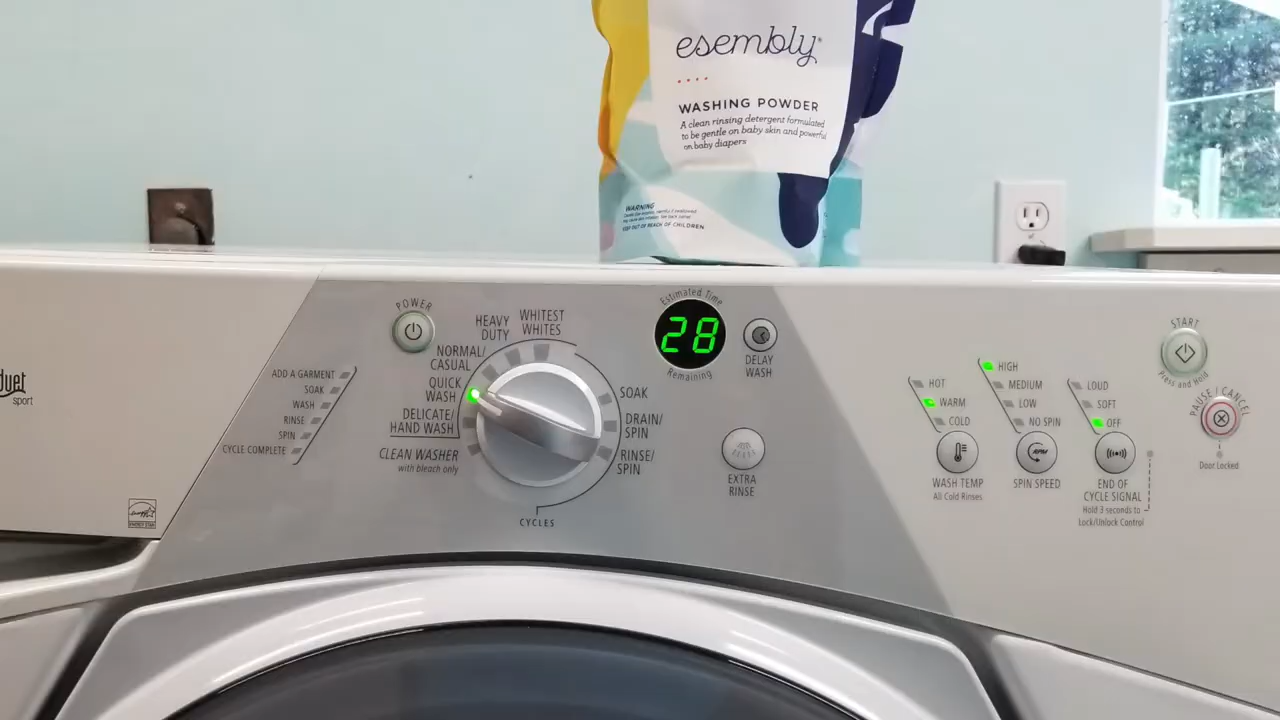 esembly
WASHING POWDER
A clean rinsing detergent formulated
to be gentle on baby skin and powerful
on baby diapers
WARNING
KEEP OUT OF REACH OF CHILDREN
duet
sport
ENERGY STAR
POWER
ADD A GARMENT
SOAK
WASH
RINSE
SPIN
CYCLE COMPLETE
WHITEST
WHITES
HEAVY
DUTY
NORMAL/
CASUAL
QUICK
WASH
DELICATE/
HAND WASH
CLEAN WASHER
with bleach only
SOAK
DRAIN/
SPIN
RINSE/
SPIN
CYCLES
Estimated Time
28
Remaining
DELAY
WASH
EXTRA
RINSE
HOT
WARM
COLD
WASH TEMP
All Cold Rinses
HIGH
MEDIUM
LOW
NO SPIN
RPM
SPIN SPEED
LOUD
SOFT
OFF
END OF
CYCLE SIGNAL
Hold 3 seconds to
Lock/Unlock Control
START
Press and Hold
PAUSE / CANCEL
Door Locked